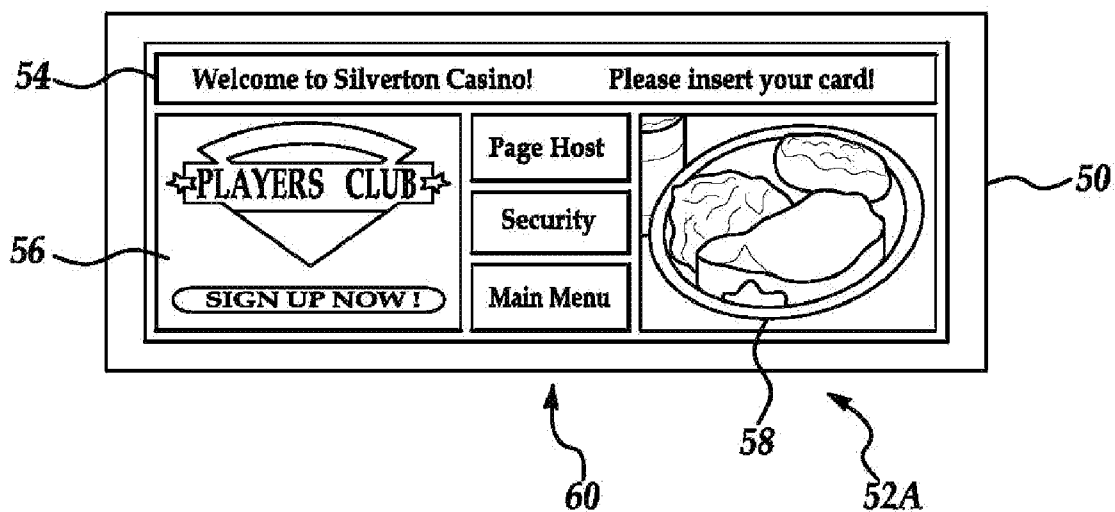 54
Welcome to Silverton Casino! Please insert your card!
50
56
PLAYERS CLUB
SIGN UP NOW!
Page Host
Security
Main Menu
58
60
52A